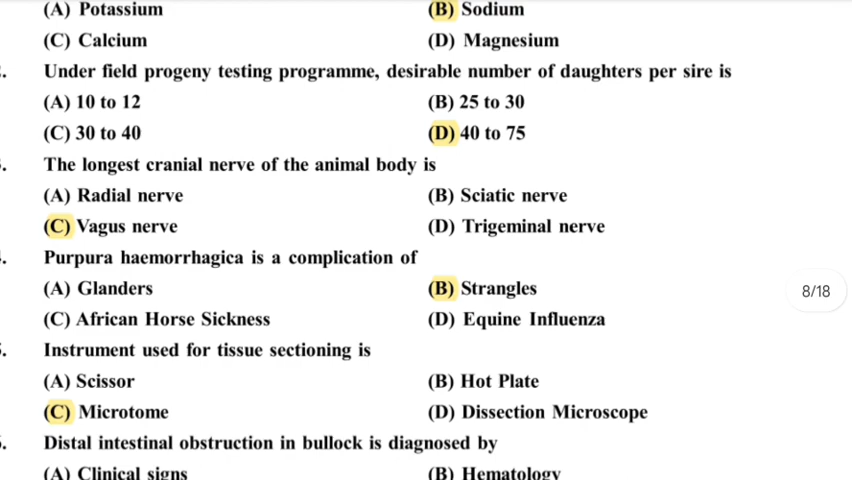 (A) Potassium (B) Sodium
(C) Calcium (D) Magnesium
. Under field progeny testing programme, desirable number of daughters per sire is
(A) 10 to 12 (B) 25 to 30
(C) 30 to 40 (D) 40 to 75
. The longest cranial nerve of the animal body is
(A) Radial nerve (B) Sciatic nerve
(C) Vagus nerve (D) Trigeminal nerve
. Purpura haemorrhagica is a complication of
(A) Glanders (B) Strangles
8/18
(C) African Horse Sickness (D) Equine Influenza
. Instrument used for tissue sectioning is
(A) Scissor (B) Hot Plate
(C) Microtome (D) Dissection Microscope
. Distal intestinal obstruction in bullock is diagnosed by
(A) Clinical signs (B) Hematology